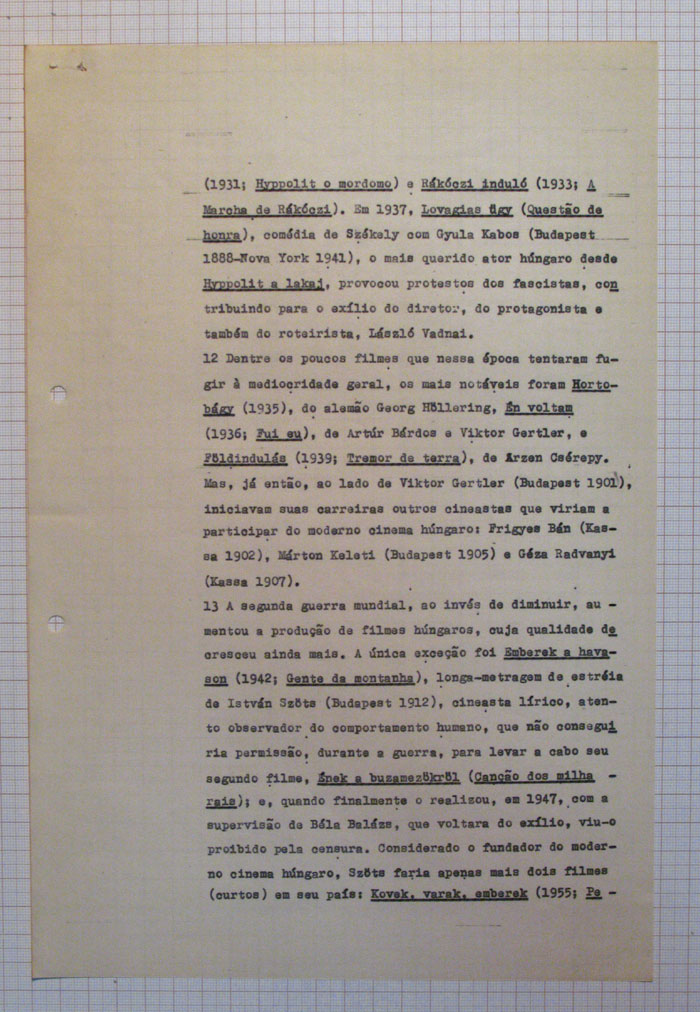 (1931; Hyppolit o mordomo) e Rákóczi induló (1933; A
Marcha de Rákóczi). Em 1937, Lovagias ügy (Questão de
honra), comédia de Székely com Gyula Kabos (Budapest
1888-Nova York 1941), o mais querido ator húngaro desde
Hyppolit a lakaj, provocou protestos dos fascistas, con
tribuindo para o exílio do diretor, do protagonista e
também do roteirista, László Vadnai.
12 Dentre os poucos filmes que nessa época tentaram fu-
gir à mediocridade geral, os mais notáveis foram Horto-
bágy (1935), do alemão Georg Höllering, Én voltam
(1936; Fui eu), de Artúr Bárdos e Viktor Gertler, e
Földindulás (1939; Tremor de terra), de Arzen Csérepy.
Mas, já então, ao lado de Viktor Gertler (Budapest 1901),
iniciavam suas carreiras outros cineastas que viriam a
participar do moderno cinema húngaro: Frigyes Bán (Kas-
sa 1902), Márton Keleti (Budapest 1905) e Géza Radvanyi
(Kassa 1907).
13 A segunda guerra mundial, ao invés de diminuir, au -
mentou a produção de filmes húngaros, cuja qualidade de
cresceu ainda mais. A única exceção foi Emberek a hava-
son (1942; Gente da montanha), longa-metragem de estréia
de István Szöts (Budapest 1912), cineasta lírico, aten-
to observador do comportamento humano, que não consegui
ria permissão, durante a guerra, para levar a cabo seu
segundo filme, Ének a buzamezökröl (Canção dos milha -
rais); e, quando finalmente o realizou, em 1947, com a
supervisão de Béla Balázs, que voltara do exílio, viu-o
proibido pela censura. Considerado o fundador do moder-
no cinema húngaro, Szöts faria apenas mais dois filmes
(curtos) em seu país: Kovek, varak, emberek (1955; Pe -